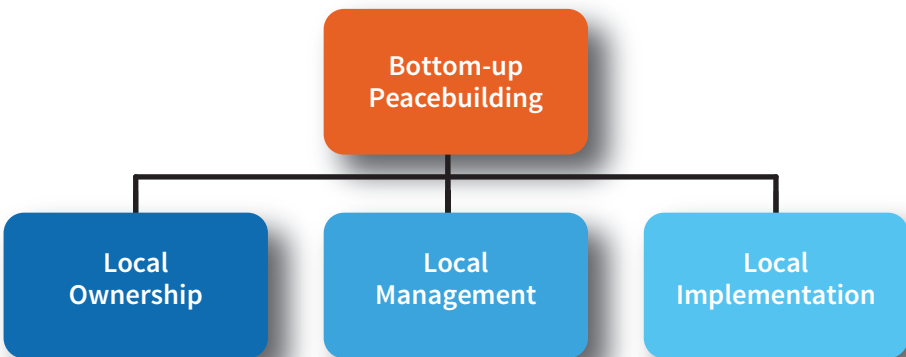 Bottom-up
Peacebuilding
Local
Ownership
Local
Management
Local
Implementation